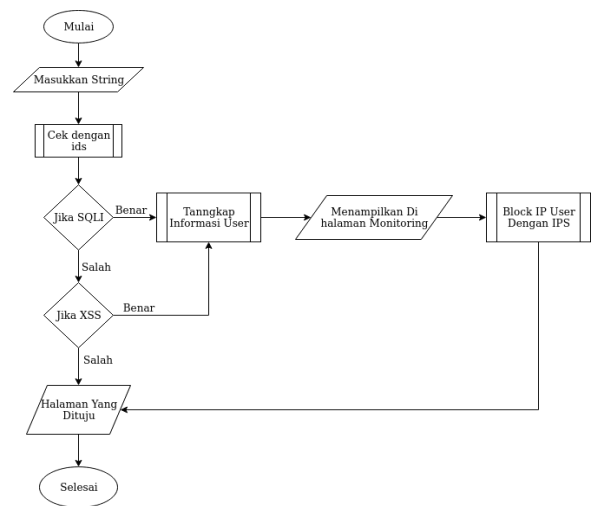 Mulai
Masukkan String
Cek dengan
ids
Jika SQLI
Benar
Tanngkap
Informasi User
Menampilkan Di
halaman Monitoring
Block IP User
Dengan IPS
Salah
Jika XSS
Benar
Salah
Halaman Yang
Dituju
Selesai